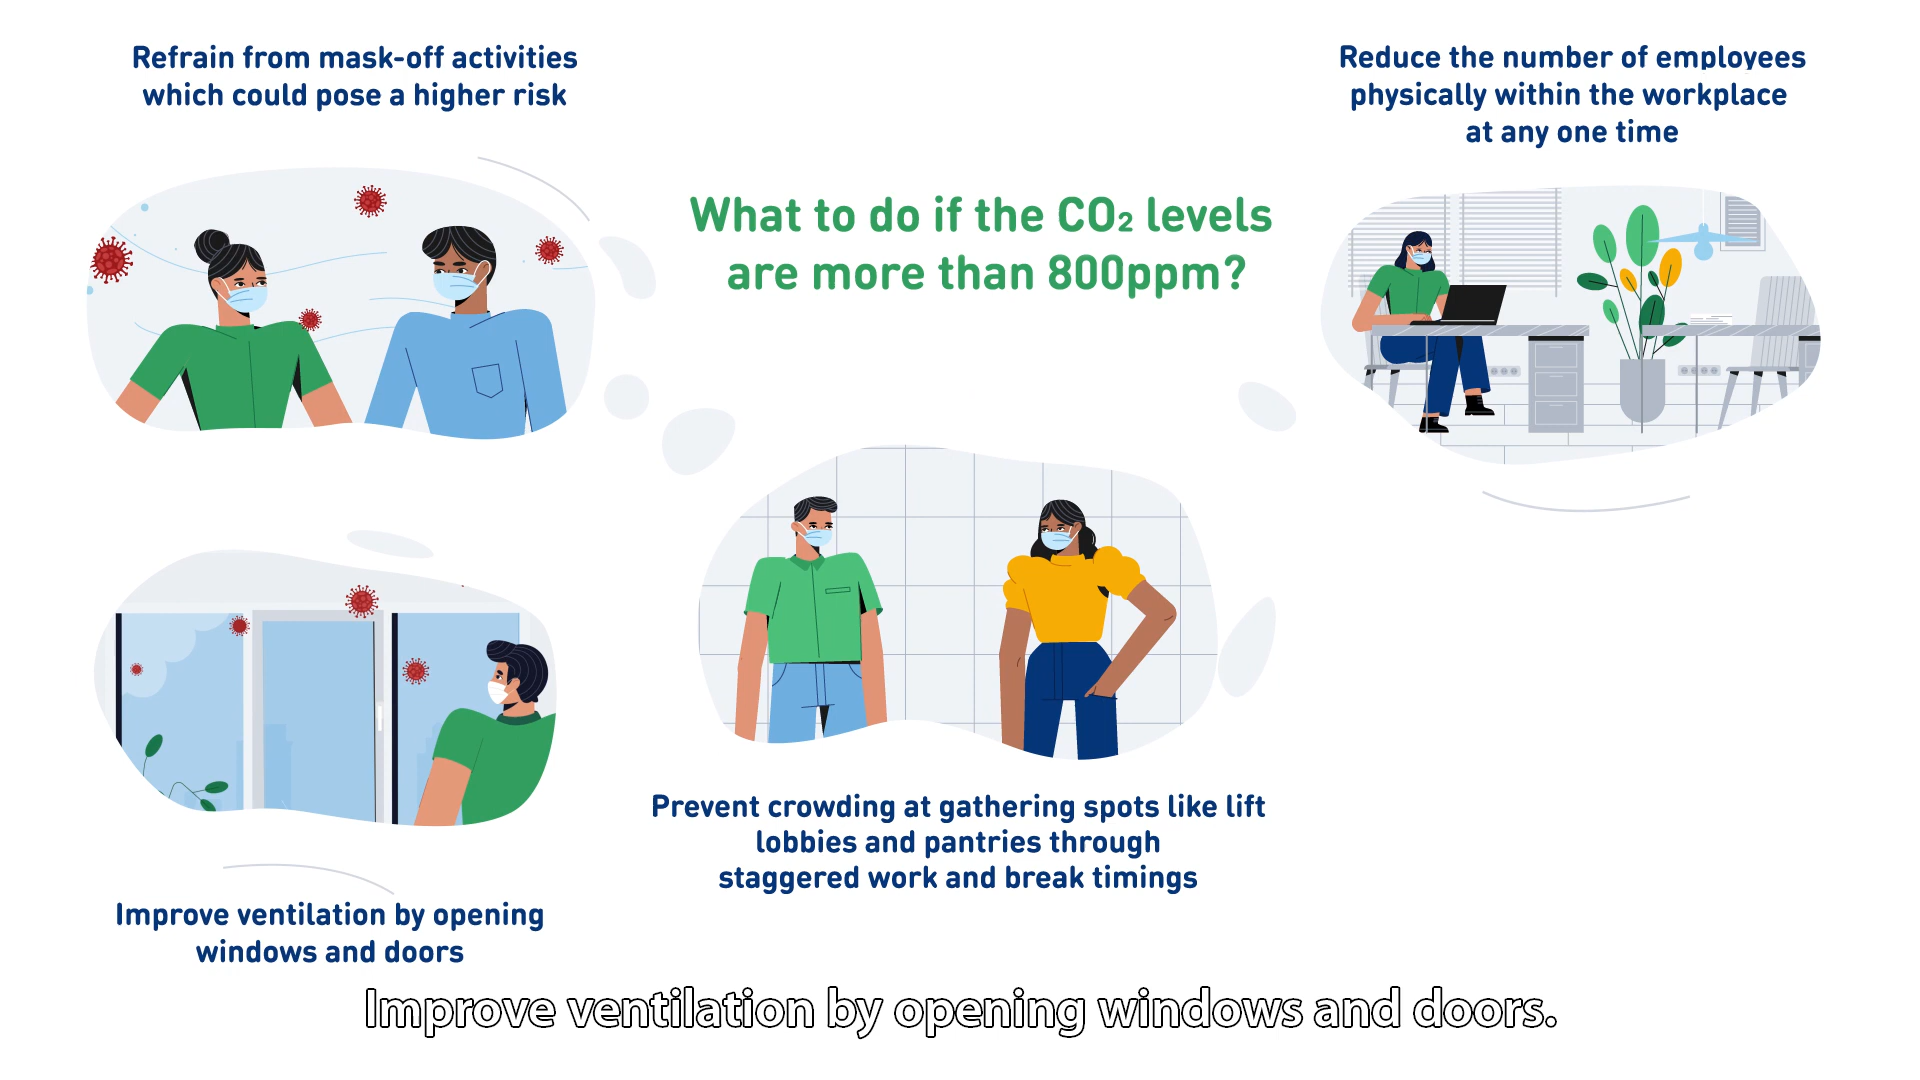 Refrain from mask-off activities
which could pose a higher risk
Reduce the number of employees
physically within the workplace
at any one time
What to do if the CO₂ levels
are more than 800ppm?
Prevent crowding at gathering spots like lift
lobbies and pantries through
staggered work and break timings
Improve ventilation by opening
windows and doors
Improve ventilation by opening windows and doors.